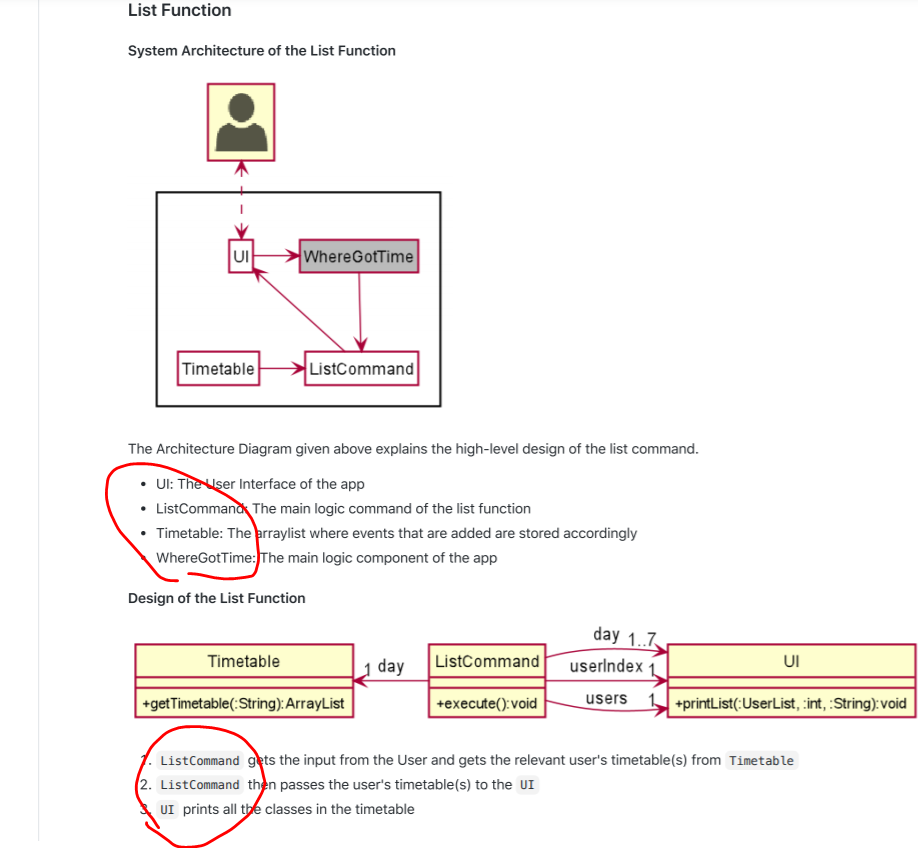 List Function
System Architecture of the List Function
UI
WhereGotTime
Timetable
ListCommand
The Architecture Diagram given above explains the high-level design of the list command.
• UI: The User Interface of the app
• ListCommand: The main logic command of the list function
• Timetable: The arraylist where events that are added are stored accordingly
• WhereGotTime: The main logic component of the app
Design of the List Function
Timetable
+getTimetable(:String):ArrayList
1 day
ListCommand
+execute():void
day 1..7
userIndex 1
users 1
UI
+printList(:UserList, :int, :String):void
1. ListCommand gets the input from the User and gets the relevant user's timetable(s) from Timetable
2. ListCommand then passes the user's timetable(s) to the UI
3. UI prints all the classes in the timetable